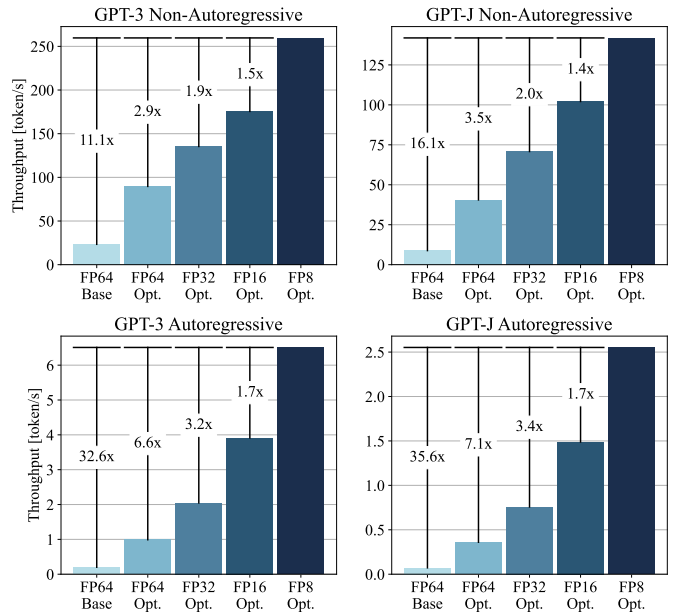 GPT-3 Non-Autoregressive
Throughput [token/s]
250
200
150
100
50
0
11.1x
2.9x
1.9x
1.5x
FP64 FP64 FP32 FP16 FP8
Base Opt. Opt. Opt. Opt.
GPT-J Non-Autoregressive
125
100
75
50
25
0
16.1x
3.5x
2.0x
1.4x
FP64 FP64 FP32 FP16 FP8
Base Opt. Opt. Opt. Opt.
GPT-3 Autoregressive
Throughput [token/s]
6
5
4
3
2
1
0
32.6x
6.6x
3.2x
1.7x
FP64 FP64 FP32 FP16 FP8
Base Opt. Opt. Opt. Opt.
GPT-J Autoregressive
2.5
2.0
1.5
1.0
0.5
0.0
35.6x
7.1x
3.4x
1.7x
FP64 FP64 FP32 FP16 FP8
Base Opt. Opt. Opt. Opt.